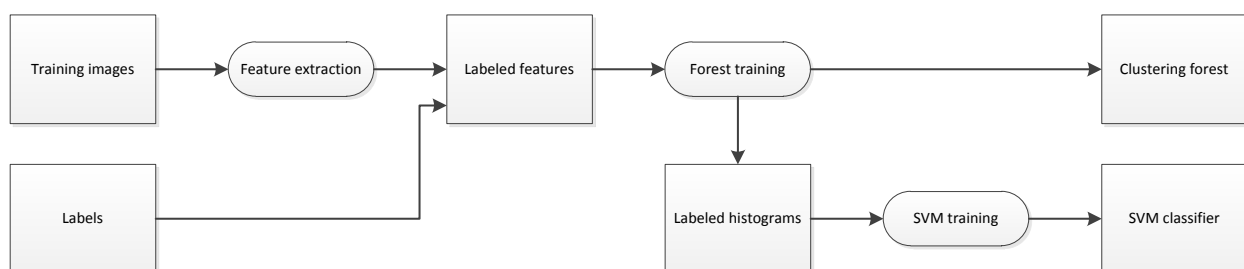 Training images
Feature extraction
Labeled features
Forest training
Clustering forest
Labels
Labeled histograms
SVM training
SVM classifier